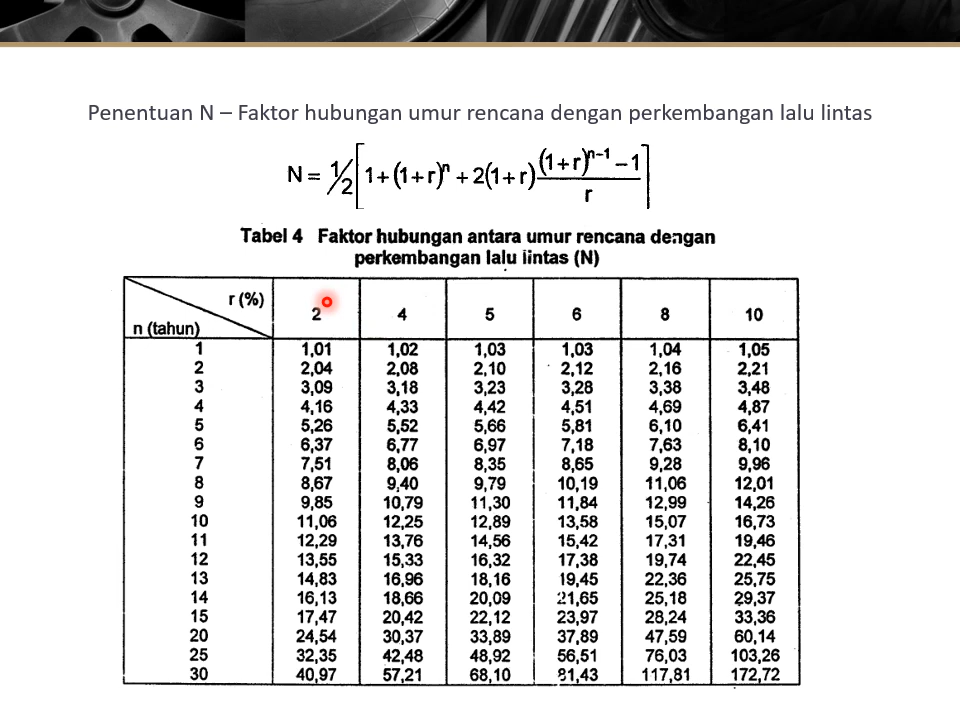 Penentuan N – Faktor hubungan umur rencana dengan perkembangan lalu lintas
N = 1/2 [1 + (1 + r)^n + 2(1 + r) ((1 + r)^n−1 − 1)/r]
Tabel 4 Faktor hubungan antara umur rencana dengan
perkembangan lalu lintas (N)
r (%)
n (tahun) 2 4 5 6 8 10
1 1,01 1,02 1,03 1,03 1,04 1,05
2 2,04 2,08 2,10 2,12 2,16 2,21
3 3,09 3,18 3,23 3,28 3,38 3,48
4 4,16 4,33 4,42 4,51 4,69 4,87
5 5,26 5,52 5,66 5,81 6,10 6,41
6 6,37 6,77 6,97 7,18 7,63 8,10
7 7,51 8,06 8,35 8,65 9,28 9,96
8 8,67 9,40 9,79 10,19 11,06 12,01
9 9,85 10,79 11,30 11,84 12,99 14,26
10 11,06 12,25 12,89 13,58 15,07 16,73
11 12,29 13,76 14,56 15,42 17,31 19,46
12 13,55 15,33 16,32 17,38 19,74 22,45
13 14,83 16,96 18,16 19,45 22,36 25,75
14 16,13 18,66 20,09 21,65 25,18 29,37
15 17,47 20,42 22,12 23,97 28,24 33,36
20 24,54 30,37 33,89 37,89 47,59 60,14
25 32,35 42,48 48,92 56,51 76,03 103,26
30 40,97 57,21 68,10 81,43 117,81 172,72